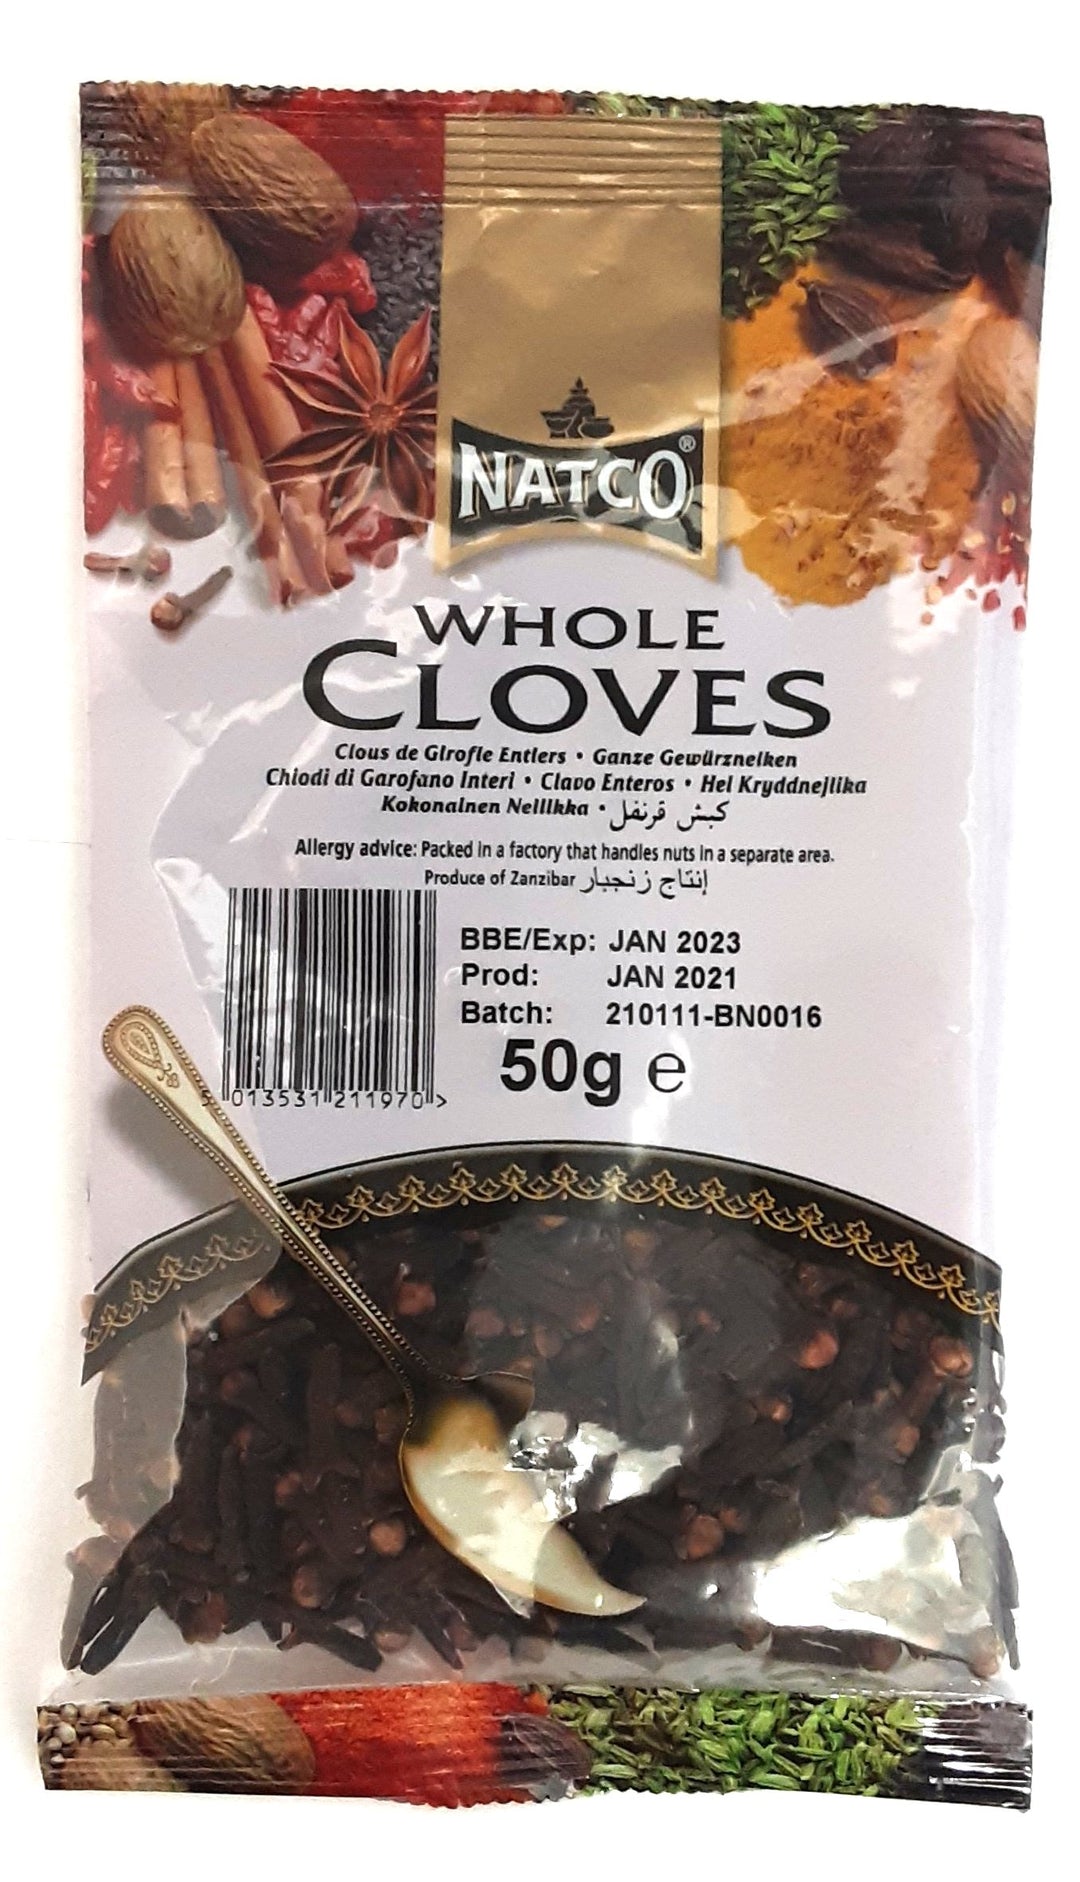 NATCO®
WHOLE
CLOVES
Clous de Girofle Entiers • Ganze Gewürznelken
Chiodi di Garofano Interi • Clavo Enteros • Hel Kryddnejlika
Kokonainen Neilikka • كبش قرنفل
Allergy advice: Packed in a factory that handles nuts in a separate area.
Produce of Zanzibar إنتاج زنجبار
BBE/Exp: JAN 2023
Prod: JAN 2021
Batch: 210111-BN0016
50g e
5 013531 211970 >